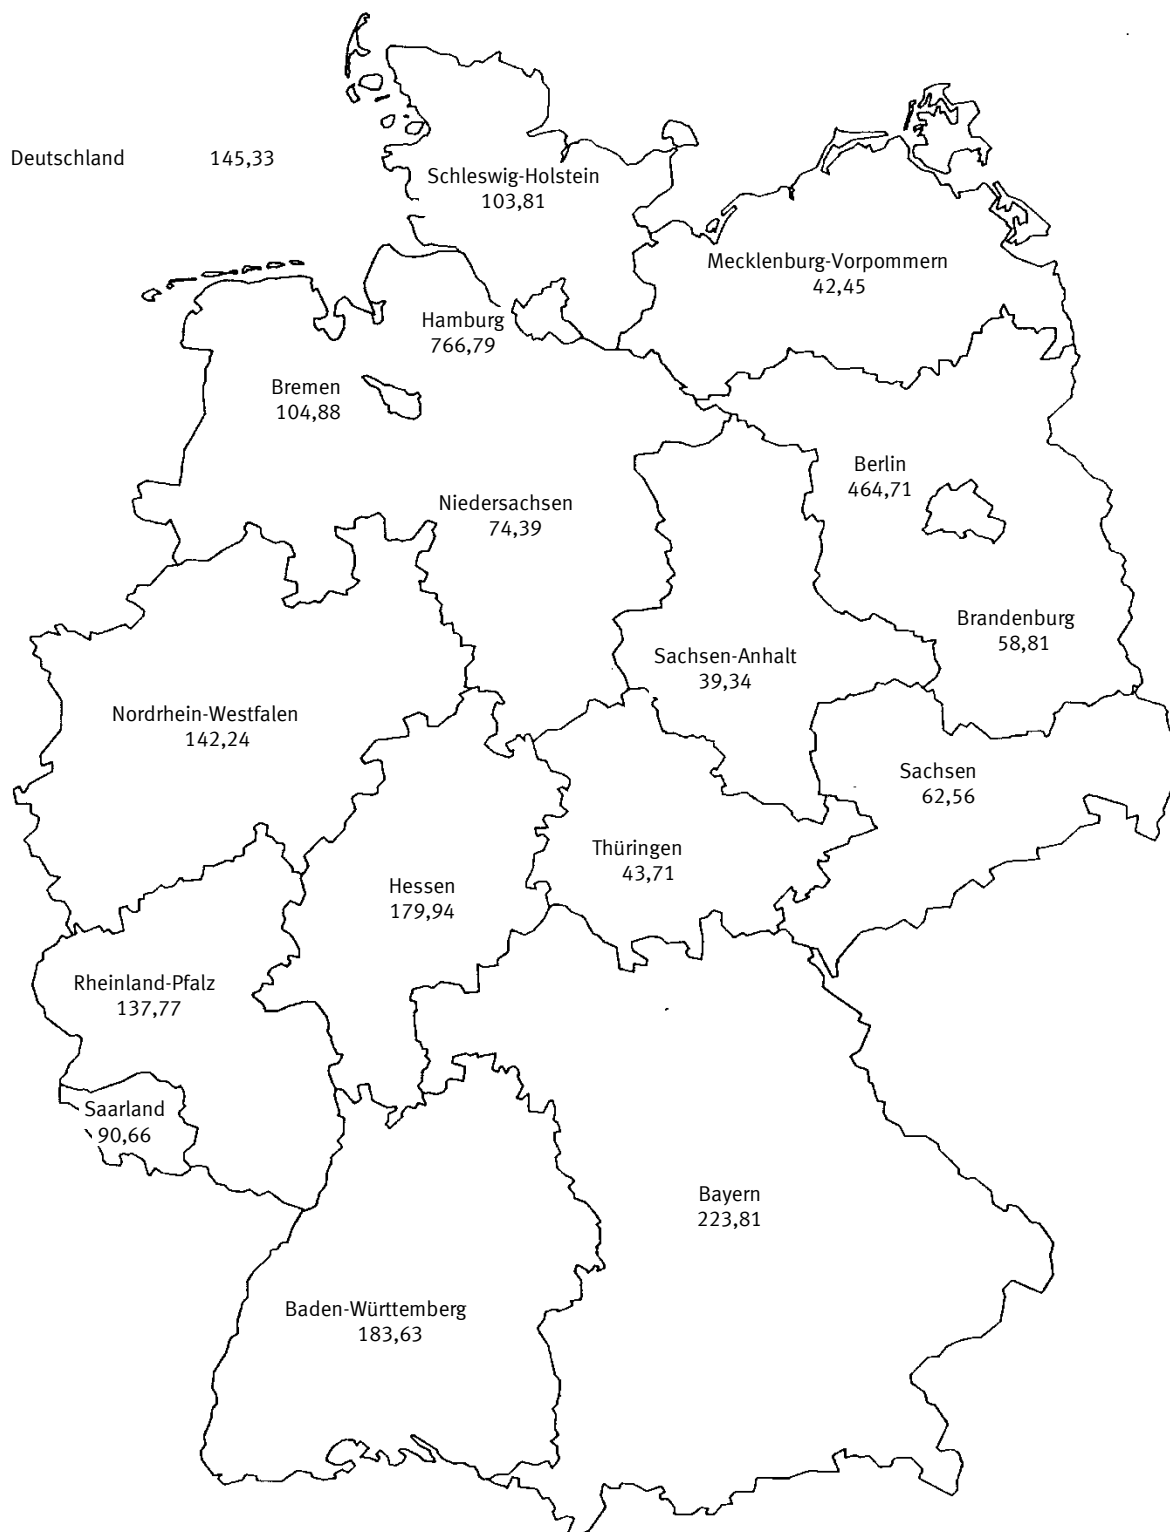 Deutschland 145,33
Schleswig-Holstein
103,81
Mecklenburg-Vorpommern
42,45
Hamburg
766,79
Bremen
104,88
Berlin
464,71
Niedersachsen
74,39
Brandenburg
58,81
Sachsen-Anhalt
39,34
Nordrhein-Westfalen
142,24
Sachsen
62,56
Thüringen
43,71
Hessen
179,94
Rheinland-Pfalz
137,77
Saarland
90,66
Bayern
223,81
Baden-Württemberg
183,63